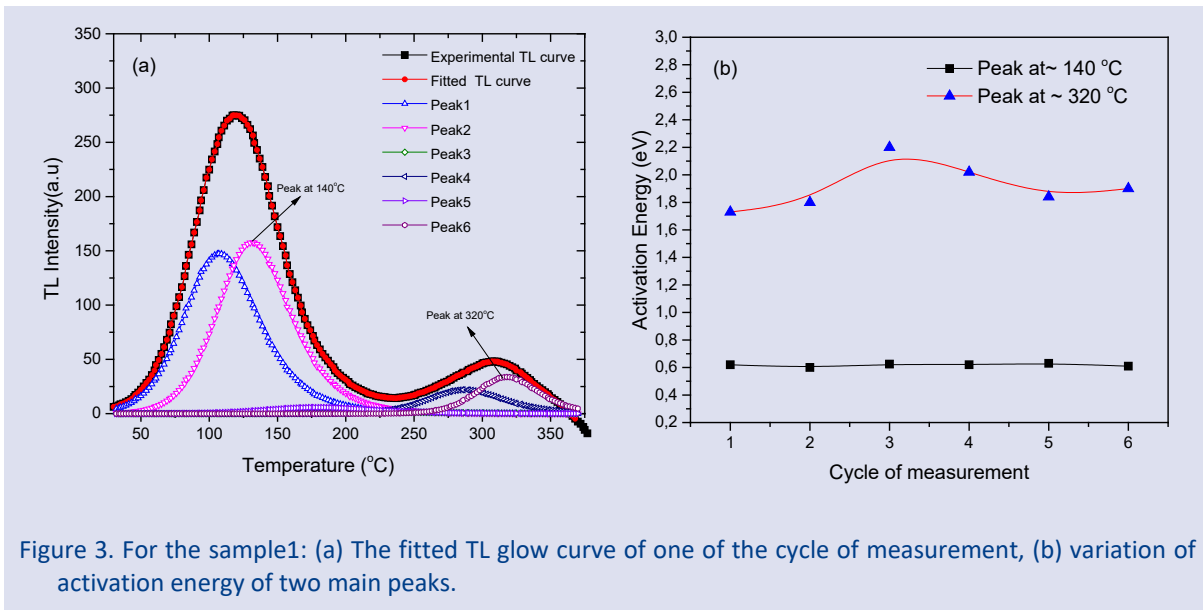 (a)
Experimental TL curve
Fitted TL curve
Peak1
Peak2
Peak3
Peak4
Peak5
Peak6
Peak at 140°C
Peak at 320°C
350
300
250
200
150
100
50
0
TL Intensity(a.u)
50 100 150 200 250 300 350
Temperature (°C)
(b)
Peak at~ 140 °C
Peak at ~ 320 °C
3,0
2,8
2,6
2,4
2,2
2,0
1,8
1,6
1,4
1,2
1,0
0,8
0,6
0,4
0,2
Activation Energy (eV)
1 2 3 4 5 6
Cycle of measurement
Figure 3. For the sample1: (a) The fitted TL glow curve of one of the cycle of measurement, (b) variation of
activation energy of two main peaks.